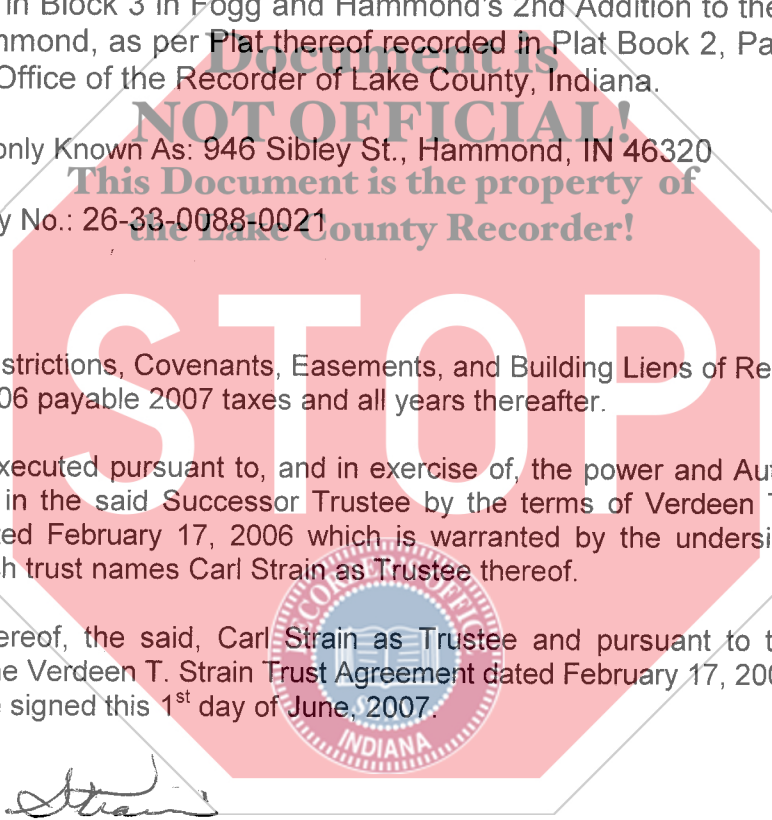 in Block 3 in Fogg and Hammond's 2nd Addition to the
mmond, as per Plat thereof recorded in Plat Book 2, Pa
Document is
Office of the Recorder of Lake County, Indiana.
NOT OFFICIAL!
only Known As: 946 Sibley St., Hammond, IN 46320
This Document is the property of
y No.: 26-33-0088-0021
the Lake County Recorder!
STOP
strictions, Covenants, Easements, and Building Liens of Re
06 payable 2007 taxes and all years thereafter.
xecuted pursuant to, and in exercise of, the power and Au
in the said Successor Trustee by the terms of Verdeen T
ted February 17, 2006 which is warranted by the undersi
h trust names Carl Strain as Trustee thereof.
ereof, the said, Carl Strain as Trustee and pursuant to t
ne Verdeen T. Strain Trust Agreement dated February 17, 200
e signed this 1st day of June, 2007.
INDIANA
Strain